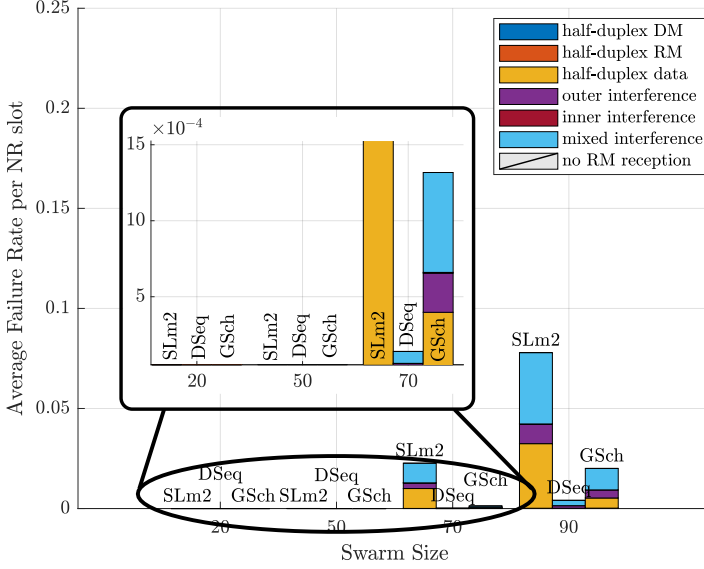 0.25
0.2
0.15
0.1
0.05
0
Average Failure Rate per NR slot
half-duplex DM
half-duplex RM
half-duplex data
outer interference
inner interference
mixed interference
no RM reception
×10⁻⁴
15
10
5
SLm2
DSeq
GSch
SLm2
DSeq
GSch
SLm2
DSeq
GSch
20
50
70
SLm2
DSeq
GSch
SLm2
DSeq
GSch
SLm2
DSeq
GSch
SLm2
DSeq
GSch
20
50
70
90
Swarm Size